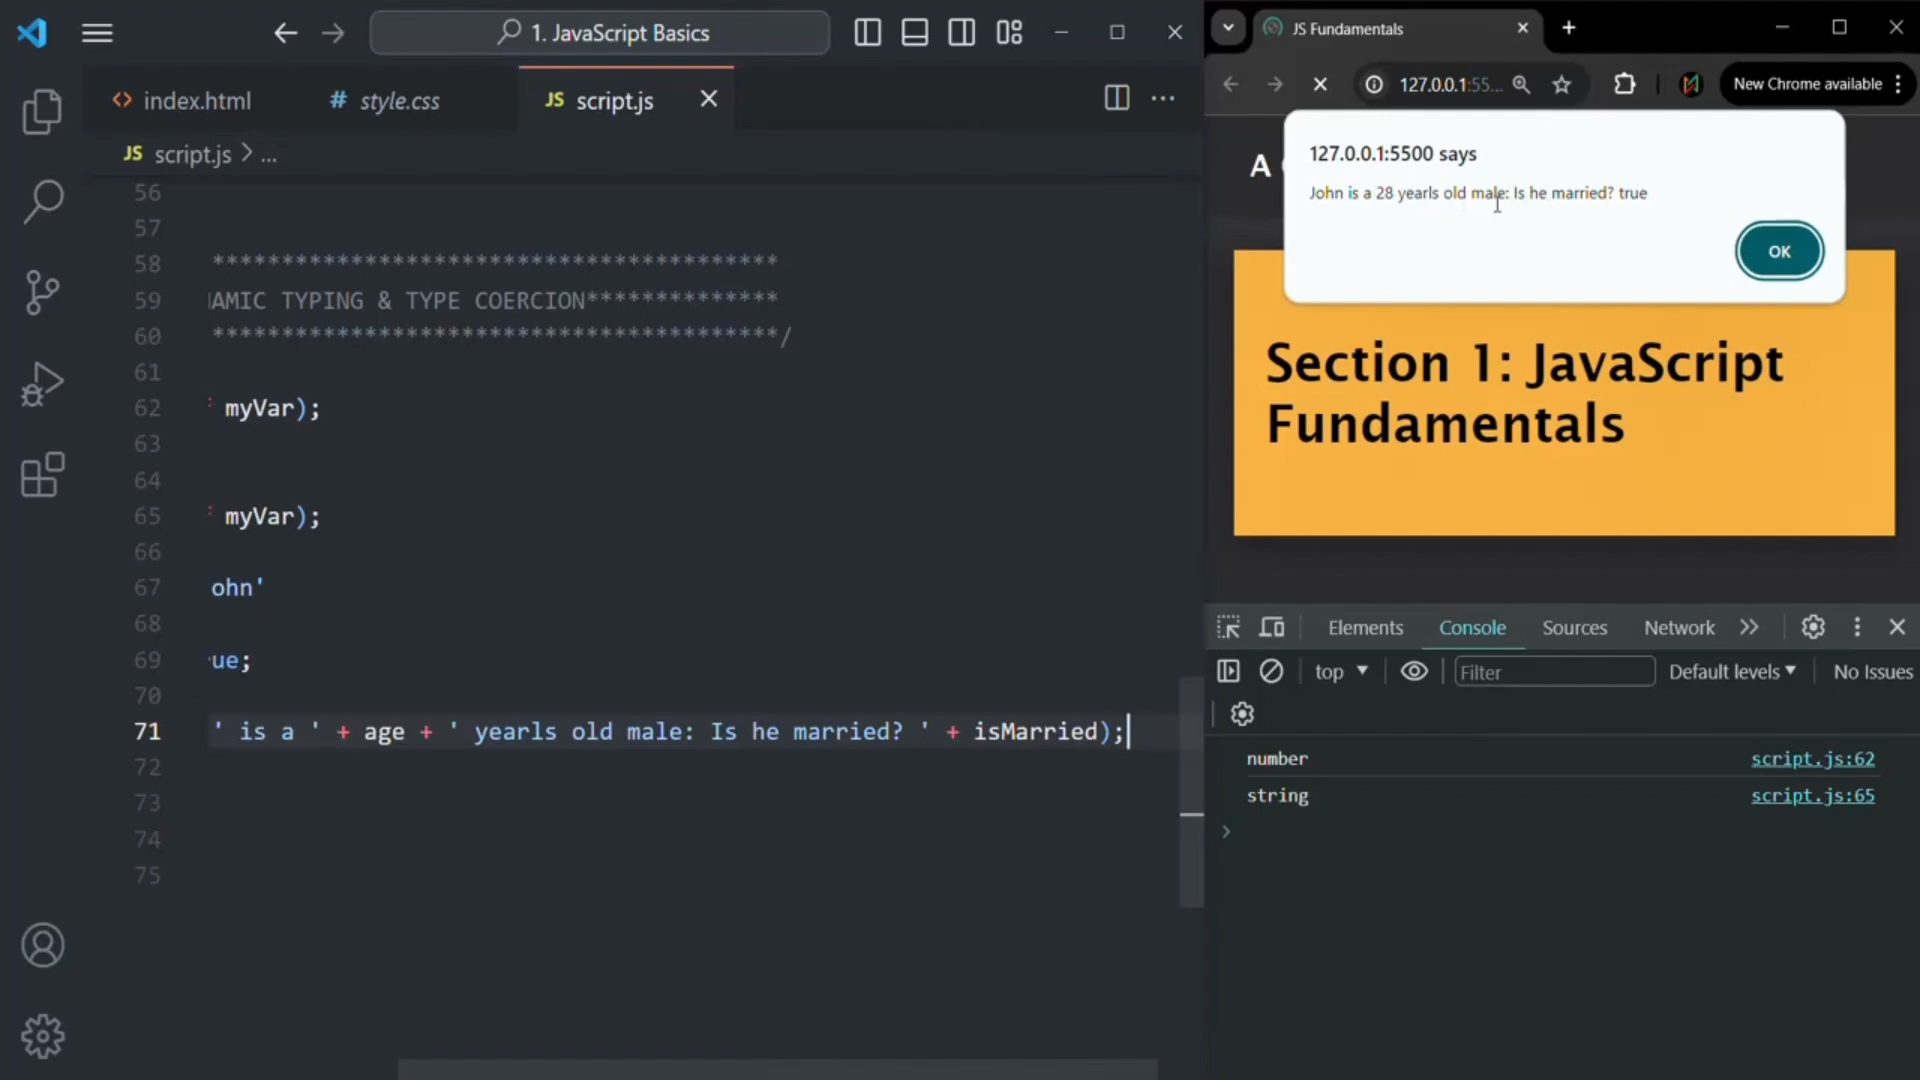 1. JavaScript Basics
index.html
# style.css
JS script.js
JS script.js > ...
56
57
58 *****************************************
59 AMIC TYPING & TYPE COERCION**************
60 *****************************************/
61
62 myVar);
63
64
65 myVar);
66
67 ohn'
68
69 ue;
70
71 ' is a ' + age + ' yearls old male: Is he married? ' + isMarried);
72
73
74
75
JS Fundamentals
127.0.0.1:55...
New Chrome available
A
127.0.0.1:5500 says
John is a 28 yearls old male: Is he married? true
OK
Section 1: JavaScript
Fundamentals
Elements Console Sources Network
top Filter Default levels No Issues
number script.js:62
string script.js:65